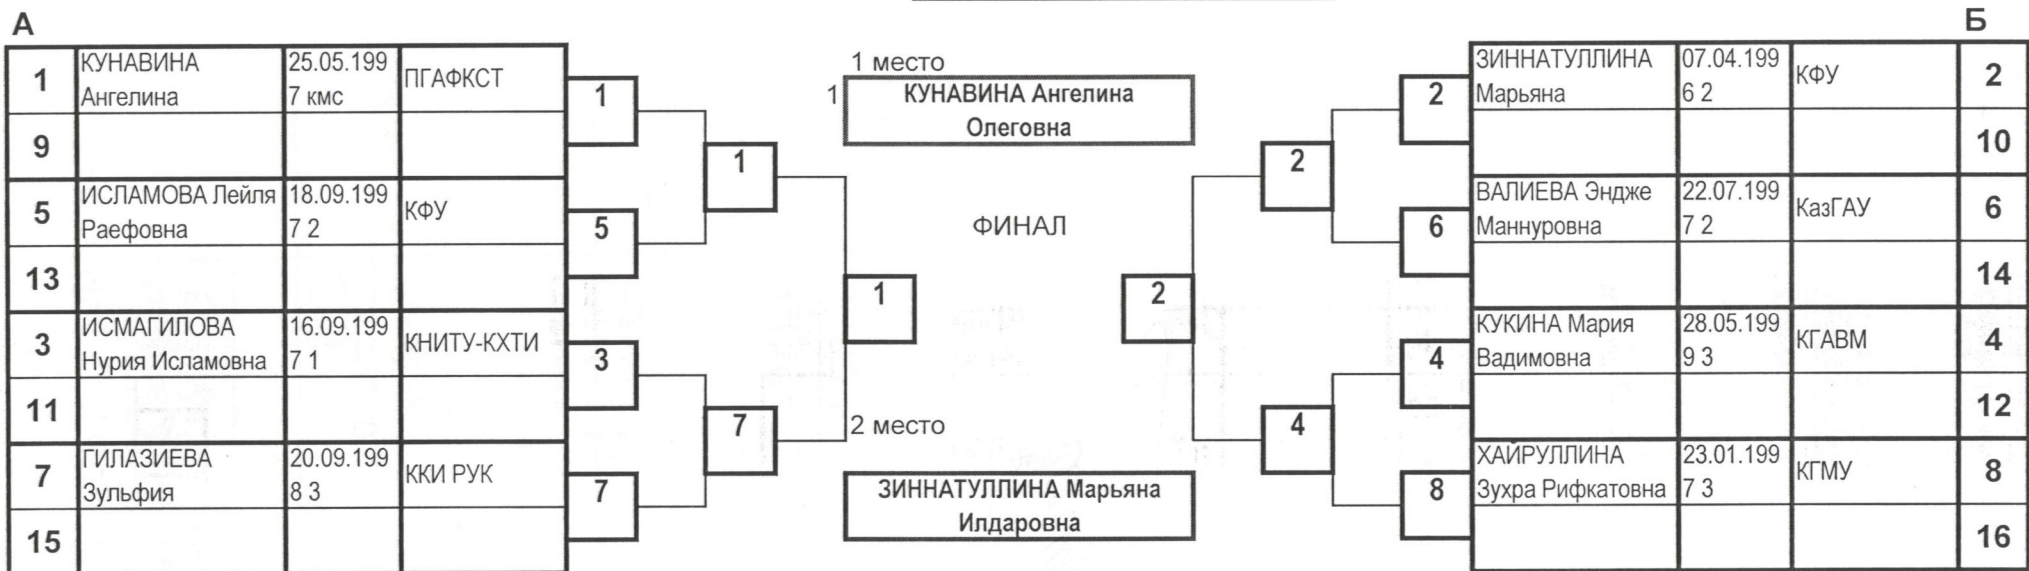 А
1 КУНАВИНА 25.05.199 ПГАФКСТ
Ангелина 7 кмс
9
5 ИСЛАМОВА Лейля 18.09.199 КФУ
Раефовна 7 2
13
3 ИСМАГИЛОВА 16.09.199 КНИТУ-КХТИ
Нурия Исламовна 7 1
11
7 ГИЛАЗИЕВА 20.09.199 ККИ РУК
Зульфия 8 3
15
1
5
3
7
1
7
1
1 место
1 КУНАВИНА Ангелина
Олеговна
ФИНАЛ
2 место
ЗИННАТУЛЛИНА Марьяна
Илдаровна
2
2
4
2
6
4
8
Б
ЗИННАТУЛЛИНА 07.04.199 КФУ 2
Марьяна 6 2
10
ВАЛИЕВА Эндже 22.07.199 КазГАУ 6
Маннуровна 7 2
14
КУКИНА Мария 28.05.199 КГАВМ 4
Вадимовна 9 3
12
ХАЙРУЛЛИНА 23.01.199 КГМУ 8
Зухра Рифкатовна 7 3
16